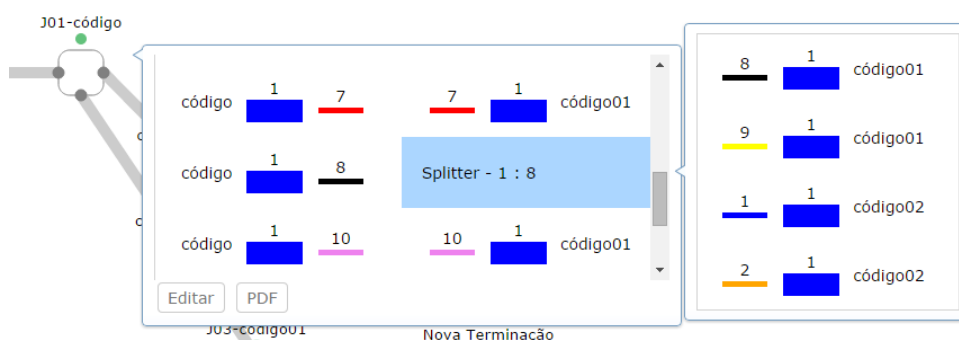 J01-código
código 1 7 7 1 código01
código 1 8 Splitter - 1 : 8
código 1 10 10 1 código01
Editar PDF
8 1 código01
9 1 código01
1 1 código02
2 1 código02
J03-código01
Nova Terminação